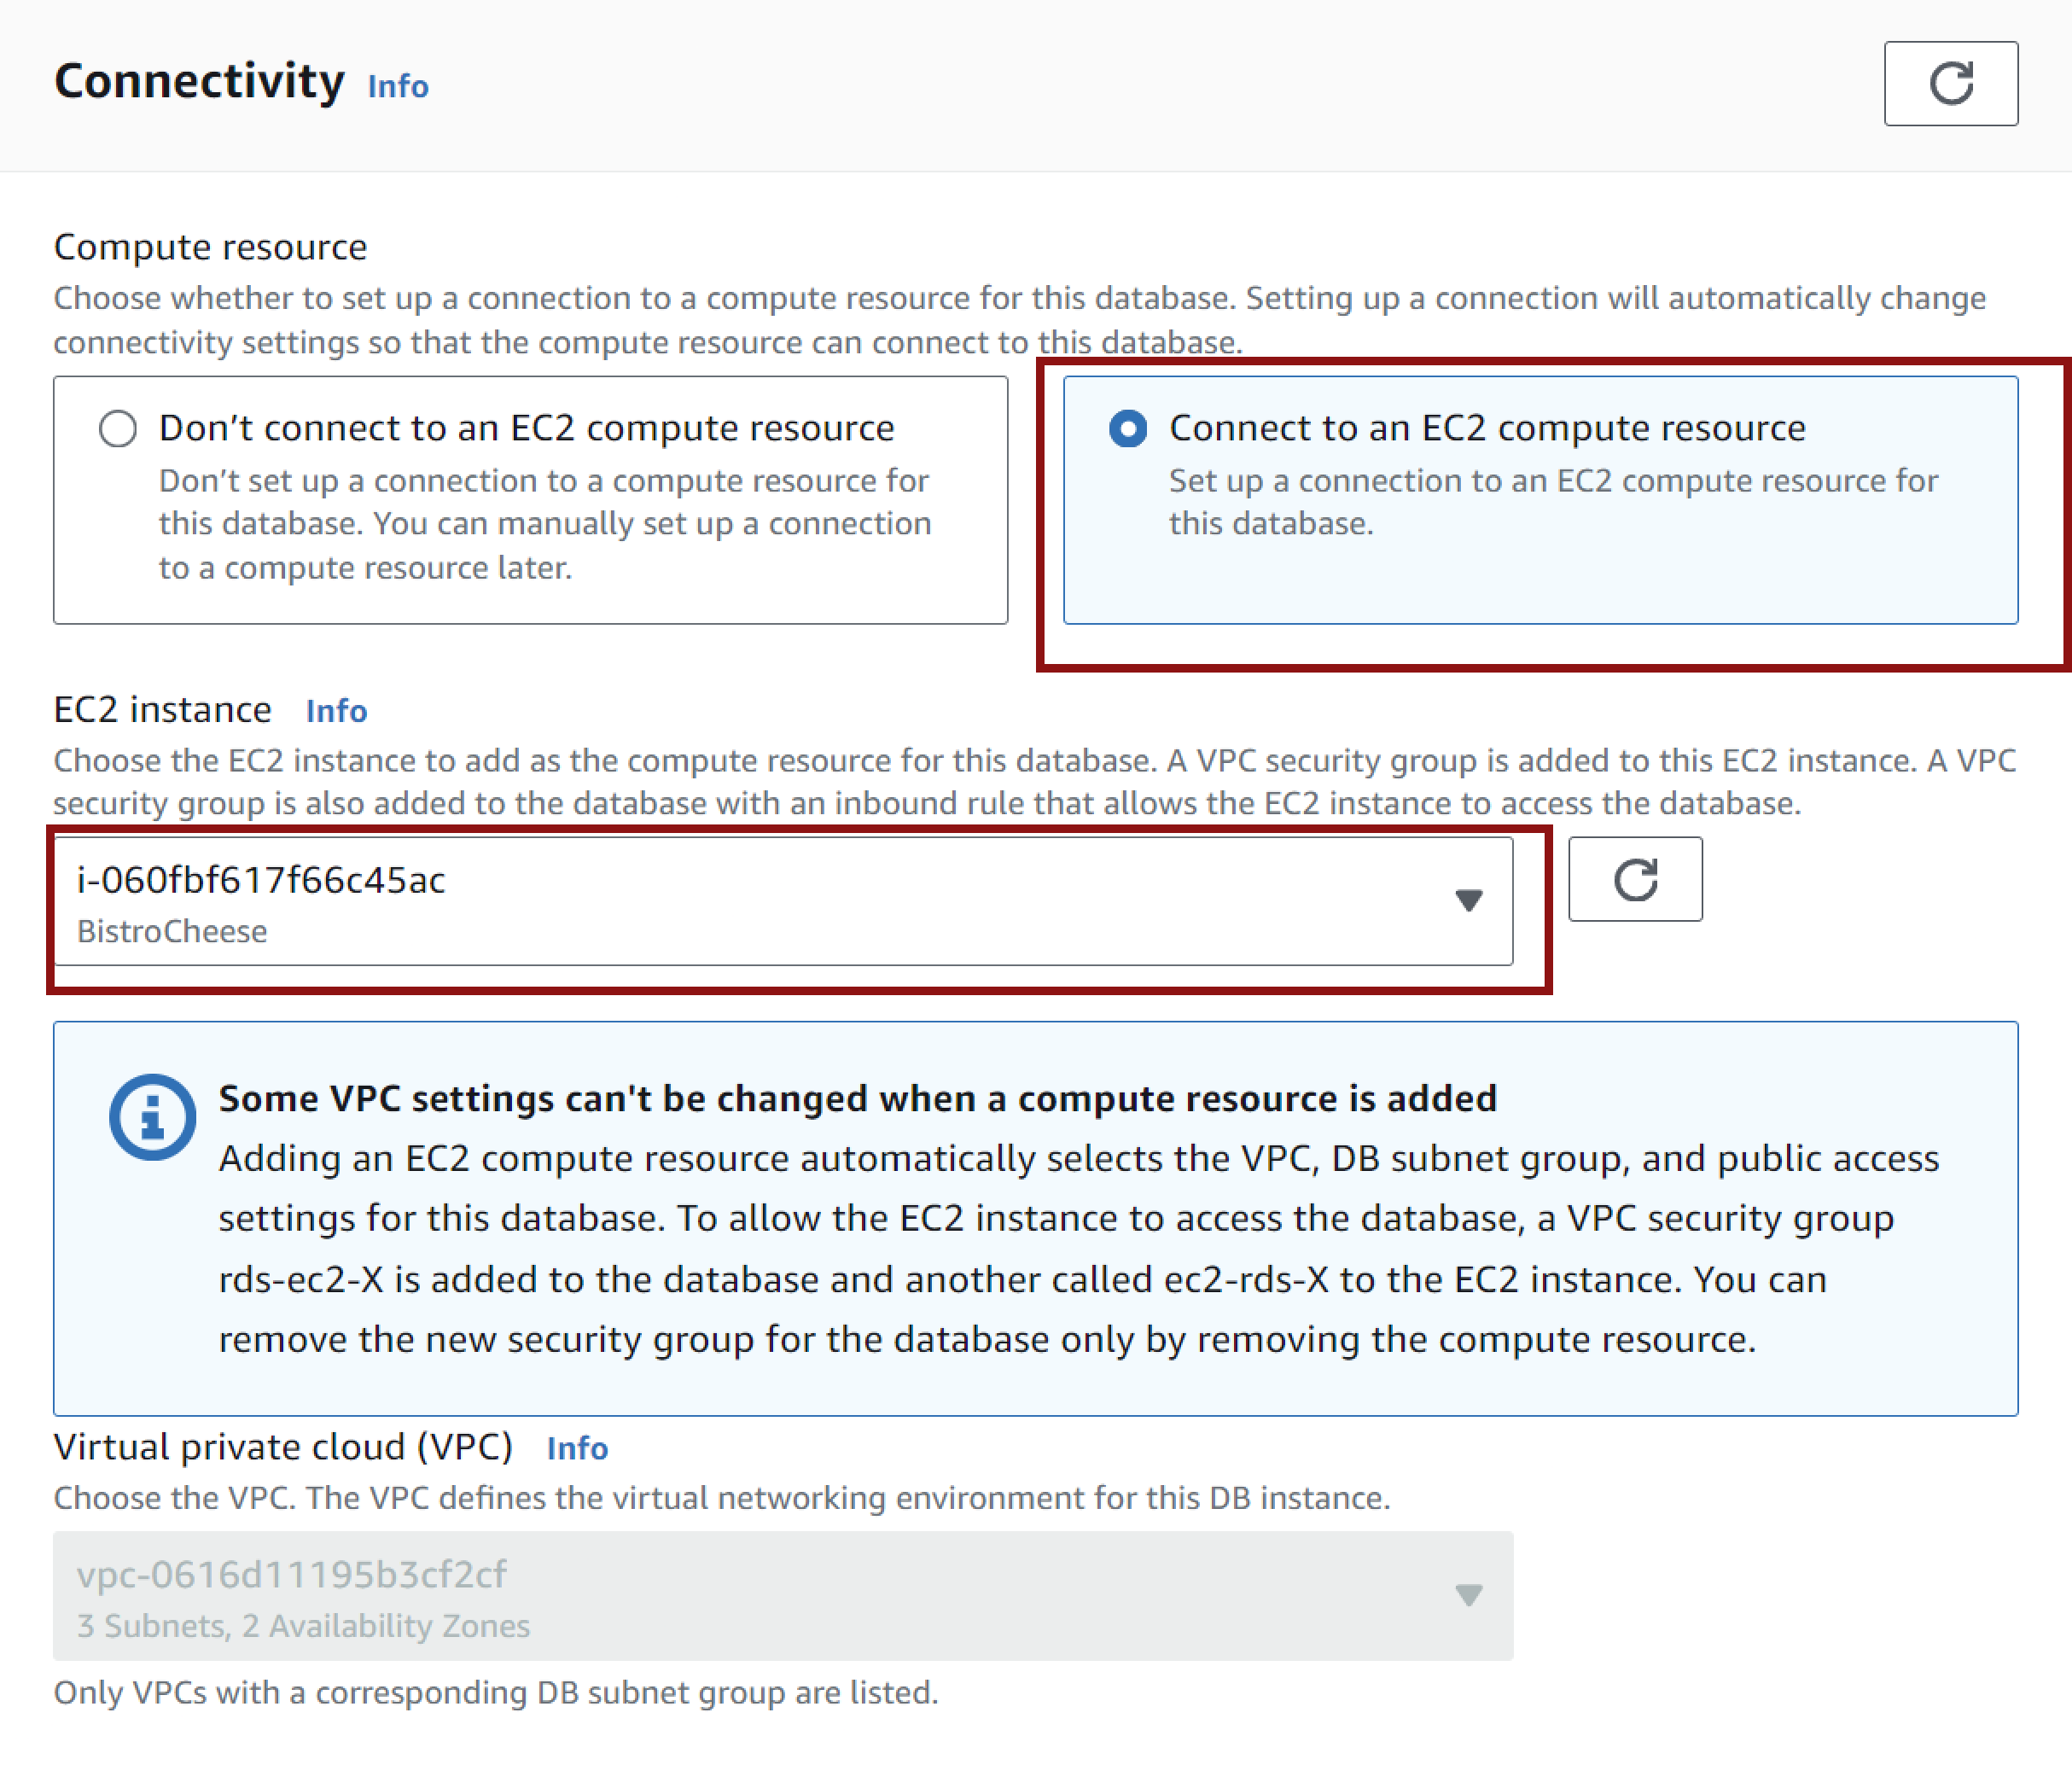 Connectivity Info
Compute resource
Choose whether to set up a connection to a compute resource for this database. Setting up a connection will automatically change
connectivity settings so that the compute resource can connect to this database.
Don’t connect to an EC2 compute resource
Don’t set up a connection to a compute resource for
this database. You can manually set up a connection
to a compute resource later.
Connect to an EC2 compute resource
Set up a connection to an EC2 compute resource for
this database.
EC2 instance Info
Choose the EC2 instance to add as the compute resource for this database. A VPC security group is added to this EC2 instance. A VPC
security group is also added to the database with an inbound rule that allows the EC2 instance to access the database.
i-060fbf617f66c45ac
BistroCheese
Some VPC settings can't be changed when a compute resource is added
Adding an EC2 compute resource automatically selects the VPC, DB subnet group, and public access
settings for this database. To allow the EC2 instance to access the database, a VPC security group
rds-ec2-X is added to the database and another called ec2-rds-X to the EC2 instance. You can
remove the new security group for the database only by removing the compute resource.
Virtual private cloud (VPC) Info
Choose the VPC. The VPC defines the virtual networking environment for this DB instance.
vpc-0616d11195b3cf2cf
3 Subnets, 2 Availability Zones
Only VPCs with a corresponding DB subnet group are listed.